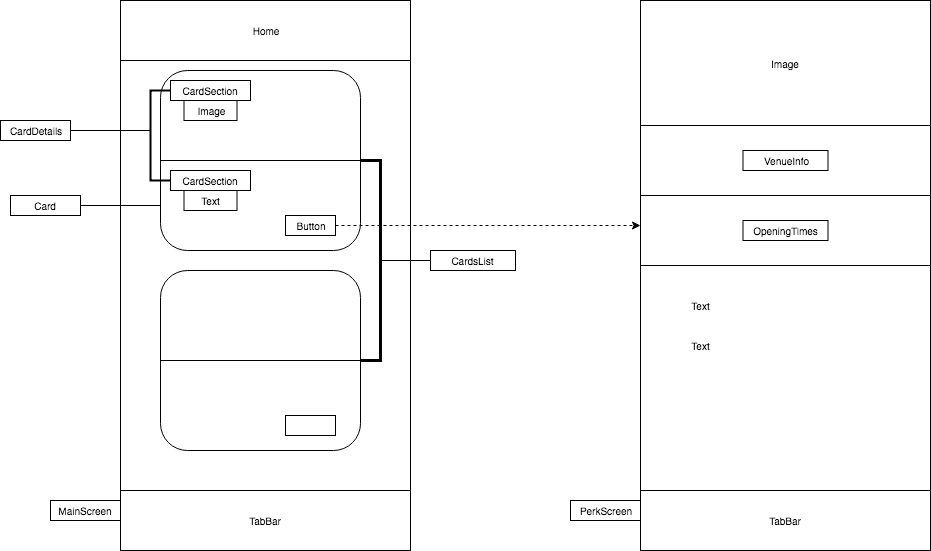 Home
Image
CardSection
Image
CardDetails
VenueInfo
CardSection
Text
Card
Button
OpeningTimes
CardsList
Text
Text
MainScreen
TabBar
PerkScreen
TabBar